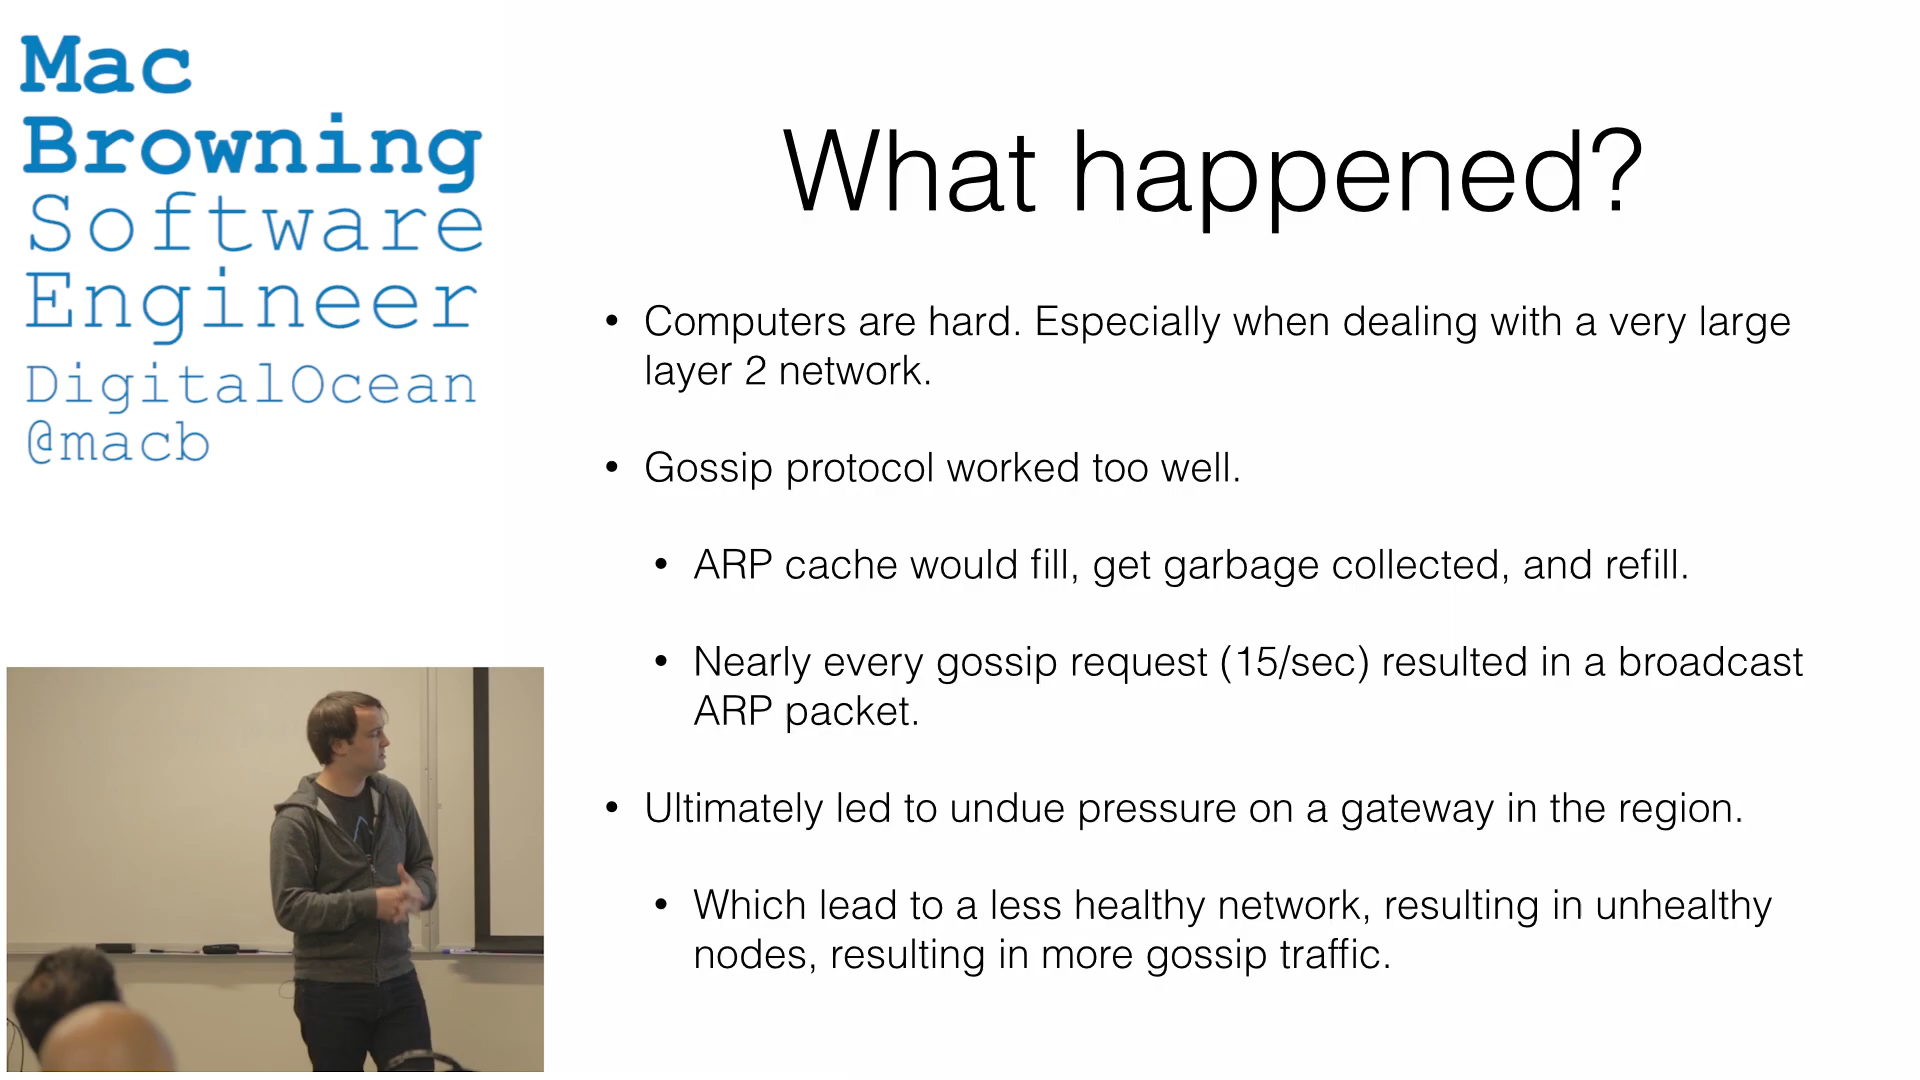 Mac
Browning
Software
Engineer
DigitalOcean
@macb
What happened?
• Computers are hard. Especially when dealing with a very large
layer 2 network.
• Gossip protocol worked too well.
• ARP cache would fill, get garbage collected, and refill.
• Nearly every gossip request (15/sec) resulted in a broadcast
ARP packet.
• Ultimately led to undue pressure on a gateway in the region.
• Which lead to a less healthy network, resulting in unhealthy
nodes, resulting in more gossip traffic.